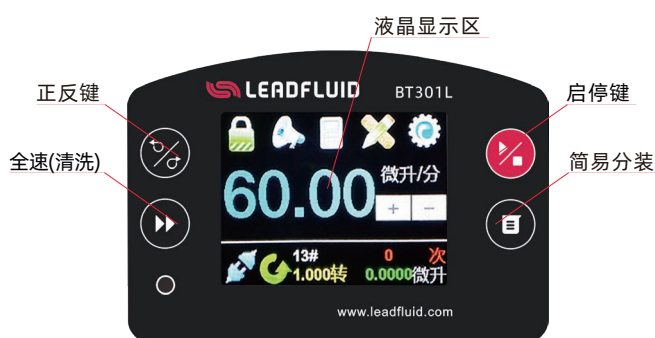 液晶显示区
正反键
LEADFLUID
BT301L
启停键
全速(清洗)
简易分装
60.00
微升/分
+ -
13#
0 次
1.000转
0.0000微升
www.leadfluid.com